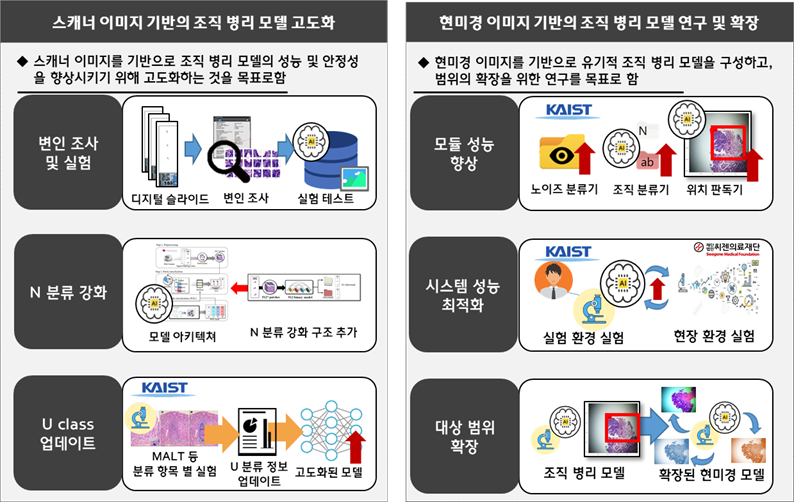 스캐너 이미지 기반의 조직 병리 모델 고도화
◆ 스캐너 이미지를 기반으로 조직 병리 모델의 성능 및 안정성
을 향상시키기 위해 고도화하는 것을 목표로함
변인 조사
및 실험
AI
디지털 슬라이드
변인 조사
실험 테스트
N 분류 강화
AI
모델 아키텍쳐
N 분류 강화 구조 추가
U class
업데이트
KAIST
MALT 등
분류 항목 별 실험
U 분류 정보
업데이트
고도화된 모델
현미경 이미지 기반의 조직 병리 모델 연구 및 확장
◆ 현미경 이미지를 기반으로 유기적 조직 병리 모델을 구성하고,
범위의 확장을 위한 연구를 목표로 함
모듈 성능
향상
KAIST
AI
N
ab
AI
노이즈 분류기
조직 분류기
위치 판독기
시스템 성능
최적화
KAIST
씨젠의료재단
Seegene Medical Foundation
AI
실험 환경 실험
현장 환경 실험
대상 범위
확장
AI
AI
조직 병리 모델
확장된 현미경 모델